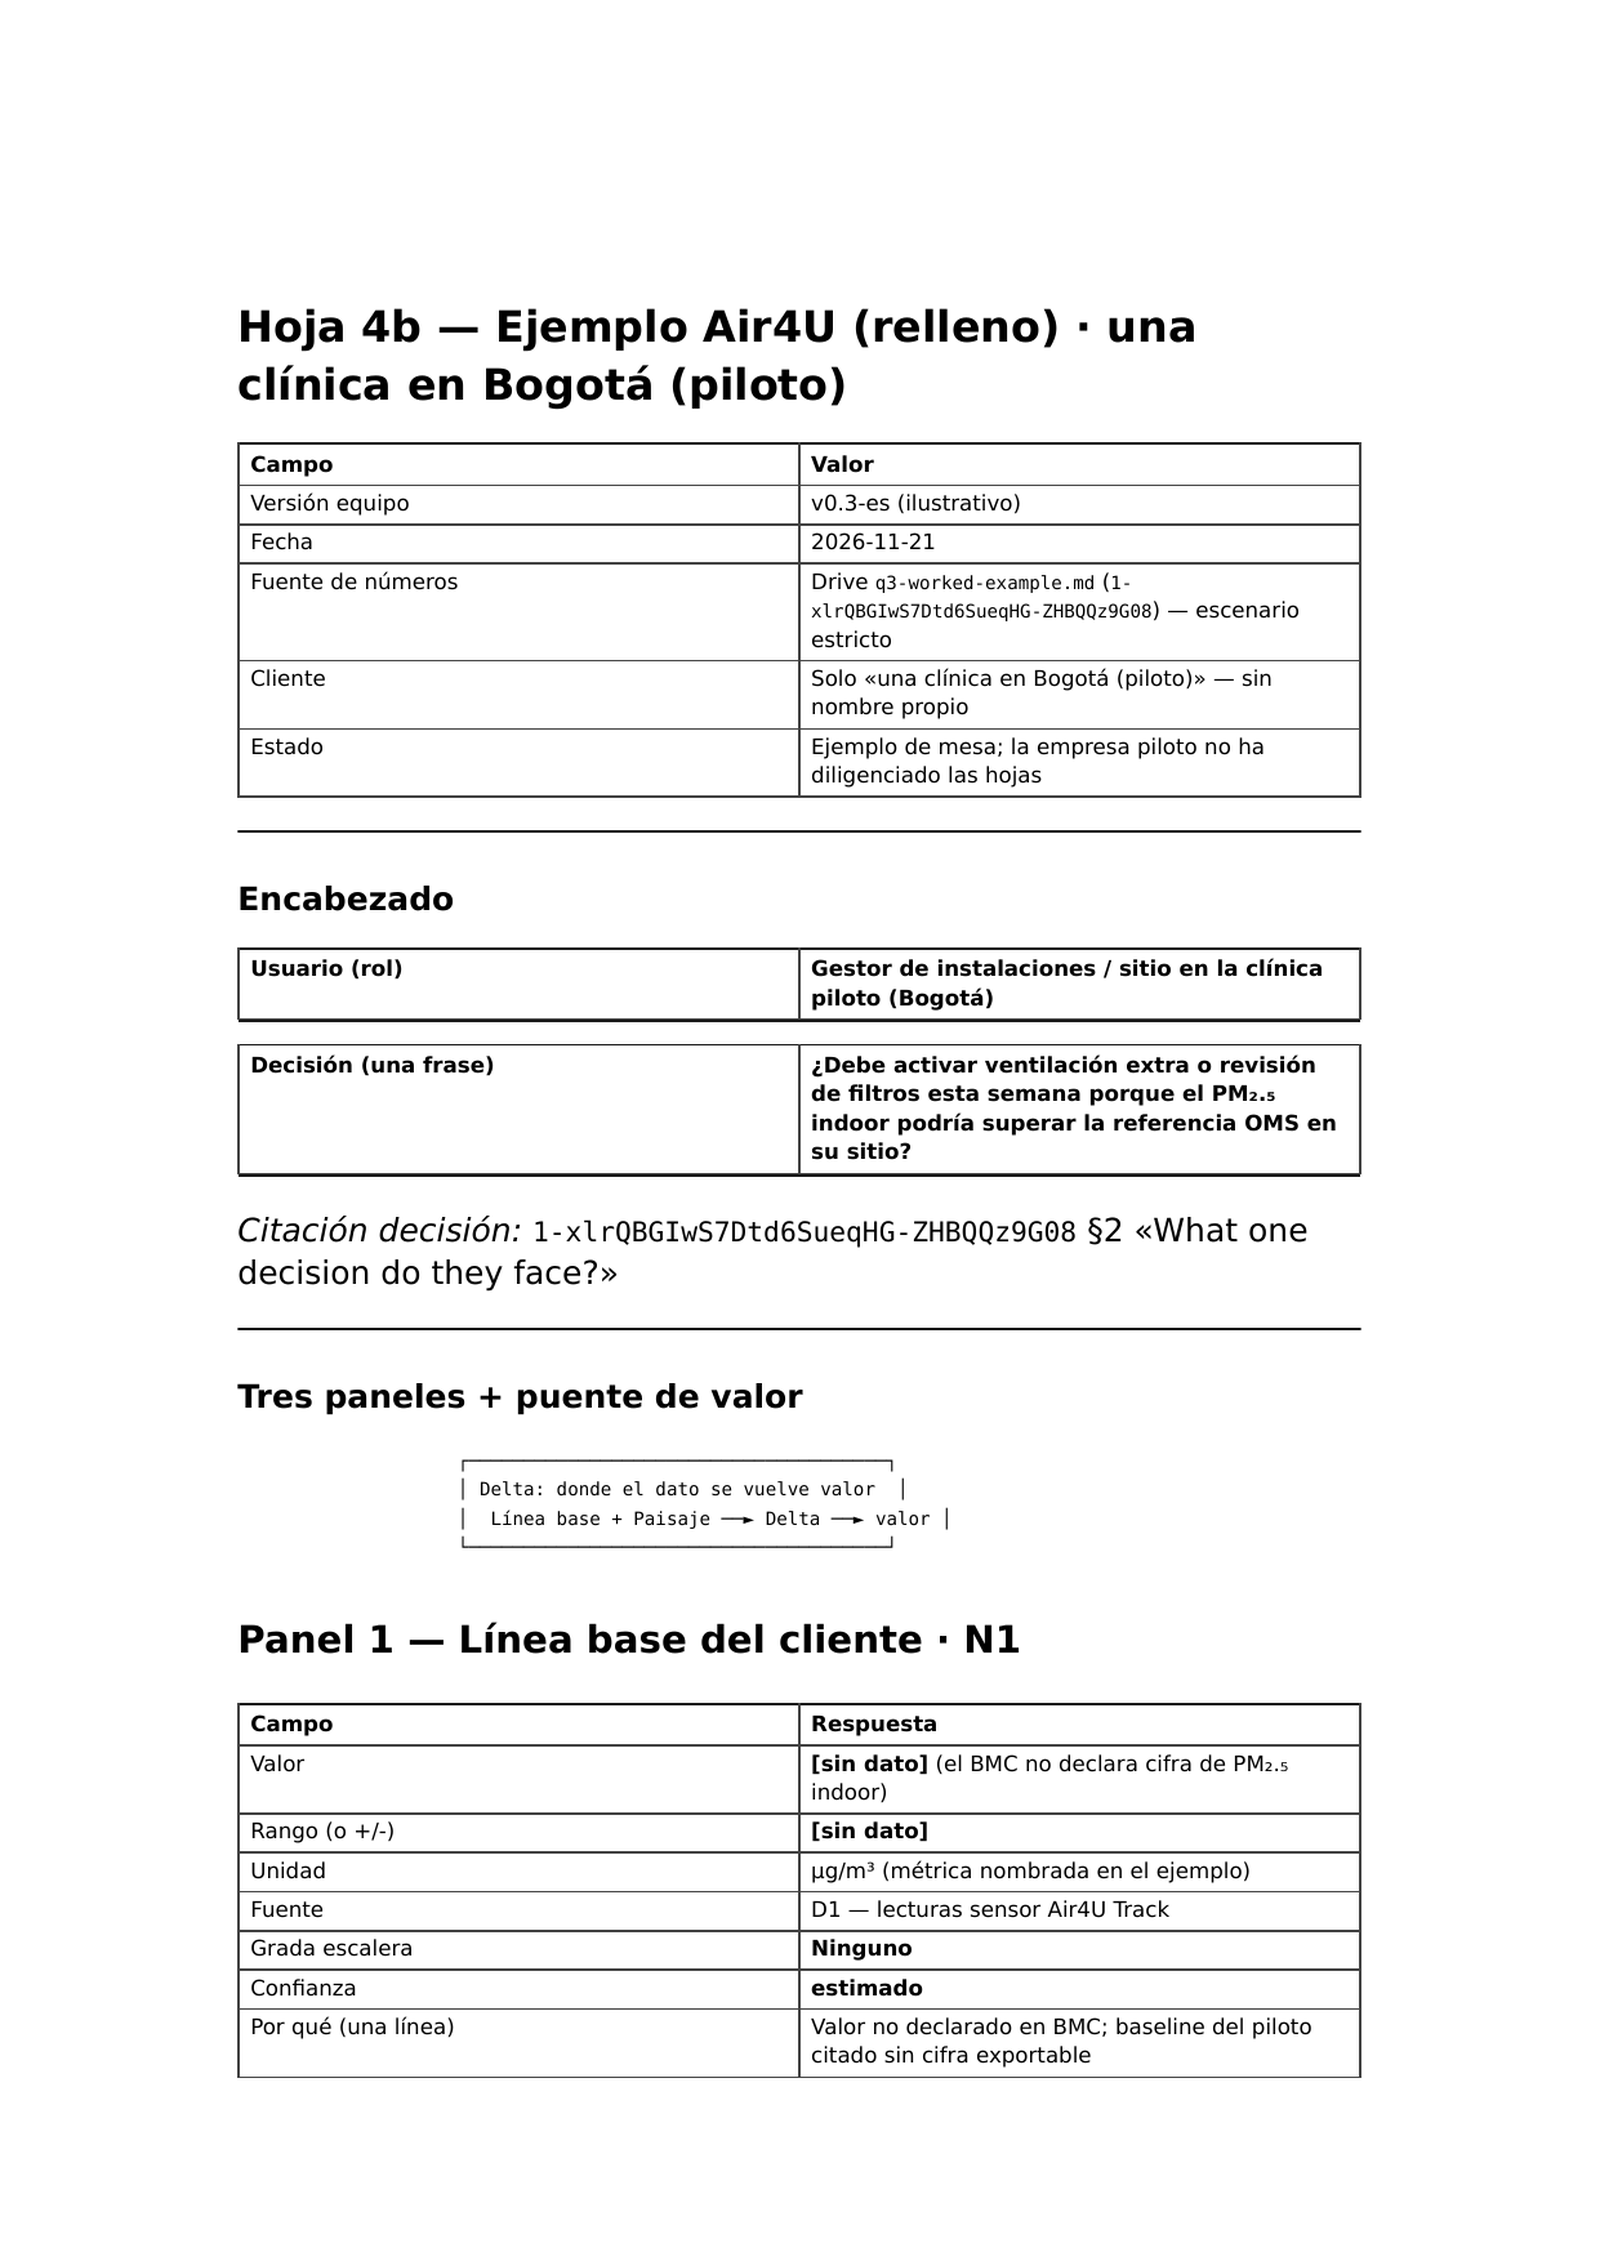 Hoja 4b — Ejemplo Air4U (relleno) · una
clínica en Bogotá (piloto)
Campo
Valor
Versión equipo
v0.3-es (ilustrativo)
Fecha
2026-11-21
Fuente de números
Drive q3-worked-example.md (1-
xlrQBGIwS7Dtd6SueqHG-ZHBQQz9G08) — escenario
estricto
Cliente
Solo «una clínica en Bogotá (piloto)» — sin
nombre propio
Estado
Ejemplo de mesa; la empresa piloto no ha
diligenciado las hojas
Encabezado
Usuario (rol)
Gestor de instalaciones / sitio en la clínica
piloto (Bogotá)
Decisión (una frase)
¿Debe activar ventilación extra o revisión
de filtros esta semana porque el PM₂.₅
indoor podría superar la referencia OMS en
su sitio?
Citación decisión: 1-xlrQBGIwS7Dtd6SueqHG-ZHBQQz9G08 §2 «What one
decision do they face?»
Tres paneles + puente de valor
Delta: donde el dato se vuelve valor
Línea base + Paisaje ──► Delta ──► valor
Panel 1 — Línea base del cliente · N1
Campo
Respuesta
Valor
[sin dato] (el BMC no declara cifra de PM₂.₅
indoor)
Rango (o +/-)
[sin dato]
Unidad
µg/m³ (métrica nombrada en el ejemplo)
Fuente
D1 — lecturas sensor Air4U Track
Grada escalera
Ninguno
Confianza
estimado
Por qué (una línea)
Valor no declarado en BMC; baseline del piloto
citado sin cifra exportable